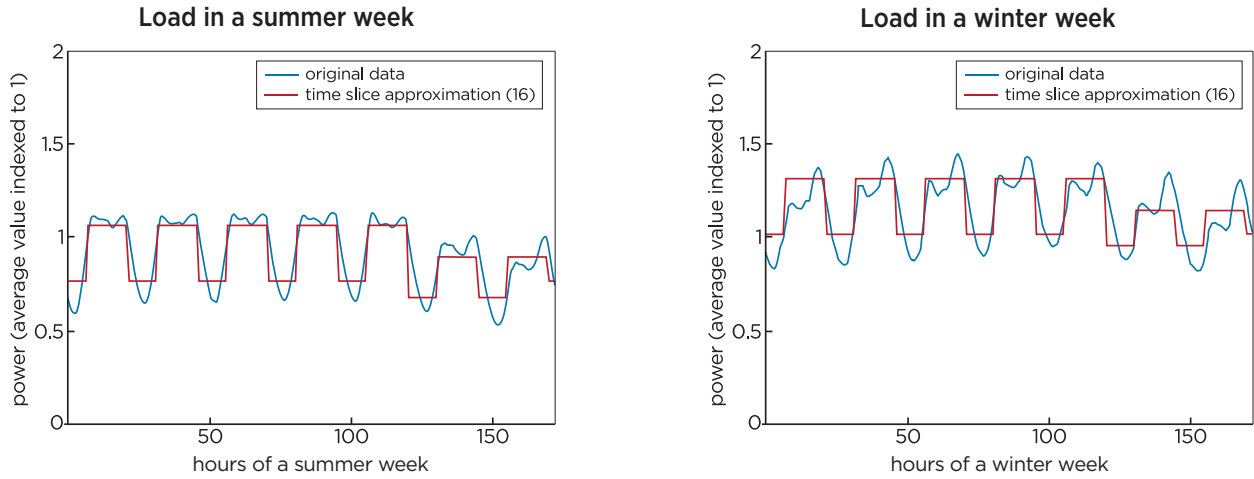 Load in a summer week
power (average value indexed to 1)
2
1.5
1
0.5
0
original data
time slice approximation (16)
50
100
150
hours of a summer week
Load in a winter week
power (average value indexed to 1)
2
1.5
1
0.5
0
original data
time slice approximation (16)
50
100
150
hours of a winter week